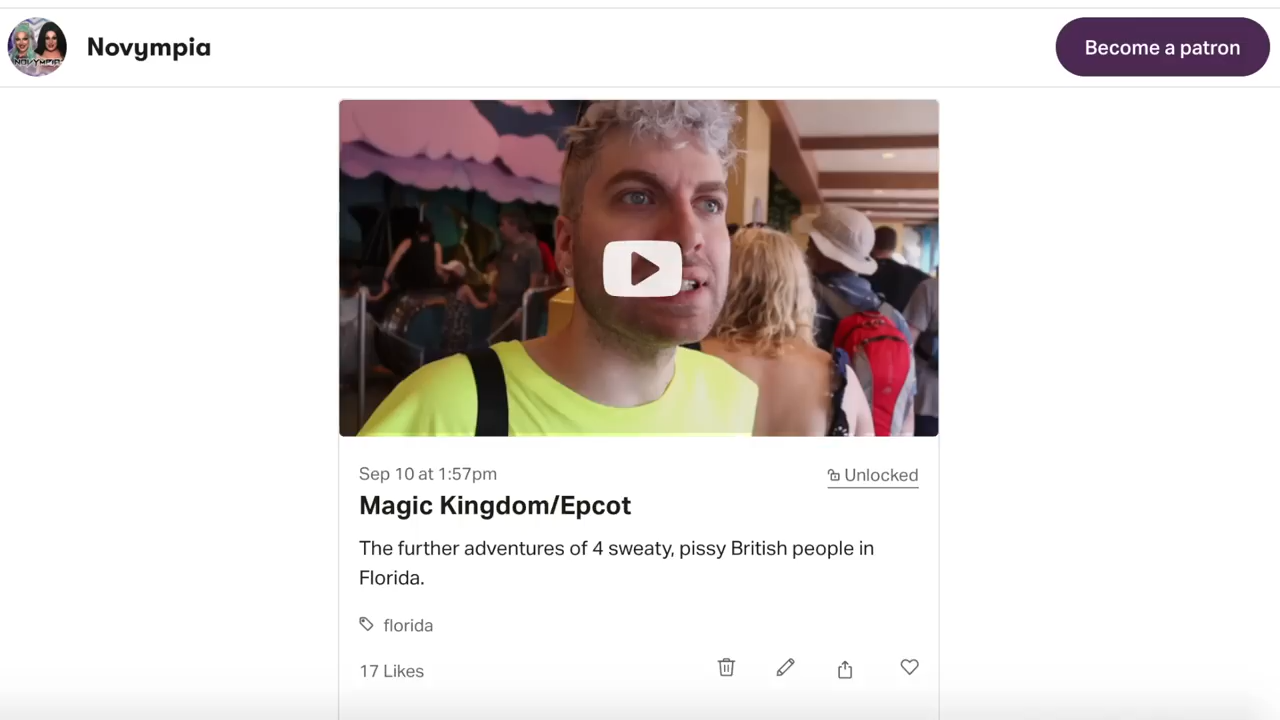 NOVYMPIA
Novympia
Become a patron
Sep 10 at 1:57pm
Unlocked
Magic Kingdom/Epcot
The further adventures of 4 sweaty, pissy British people in
Florida.
florida
17 Likes